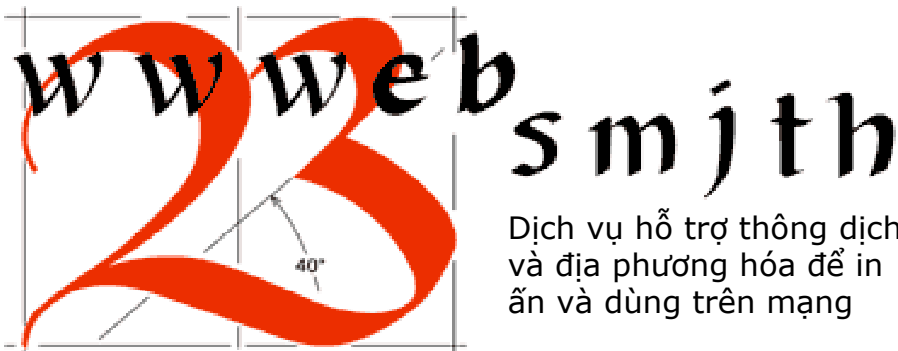 wwweb
smjth
40°
Dịch vụ hỗ trợ thông dịch
và địa phương hóa để in
ấn và dùng trên mạng